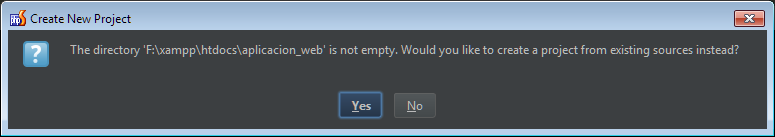 Create New Project
The directory 'F:\xampp\htdocs\aplicacion_web' is not empty. Would you like to create a project from existing sources instead?
Yes
No